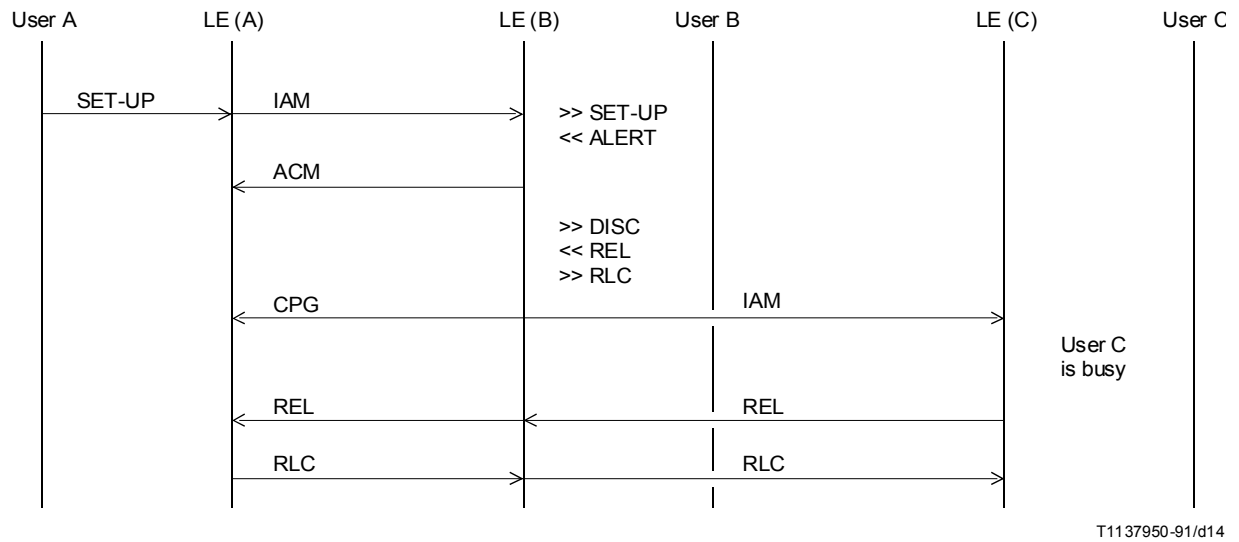 User A LE (A) LE (B) User B LE (C) User C
SET-UP IAM >> SET-UP
<< ALERT
ACM
>> DISC
<< REL
>> RLC
CPG IAM
User C
is busy
REL REL
RLC RLC
T1137950-91/d14